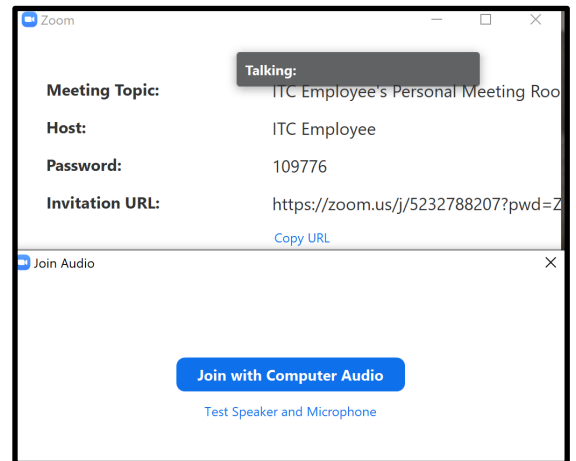 Zoom
Talking:
Meeting Topic: ITC Employee's Personal Meeting Roo
Host: ITC Employee
Password: 109776
Invitation URL: https://zoom.us/j/5232788207?pwd=Z
Copy URL
Join Audio
Join with Computer Audio
Test Speaker and Microphone